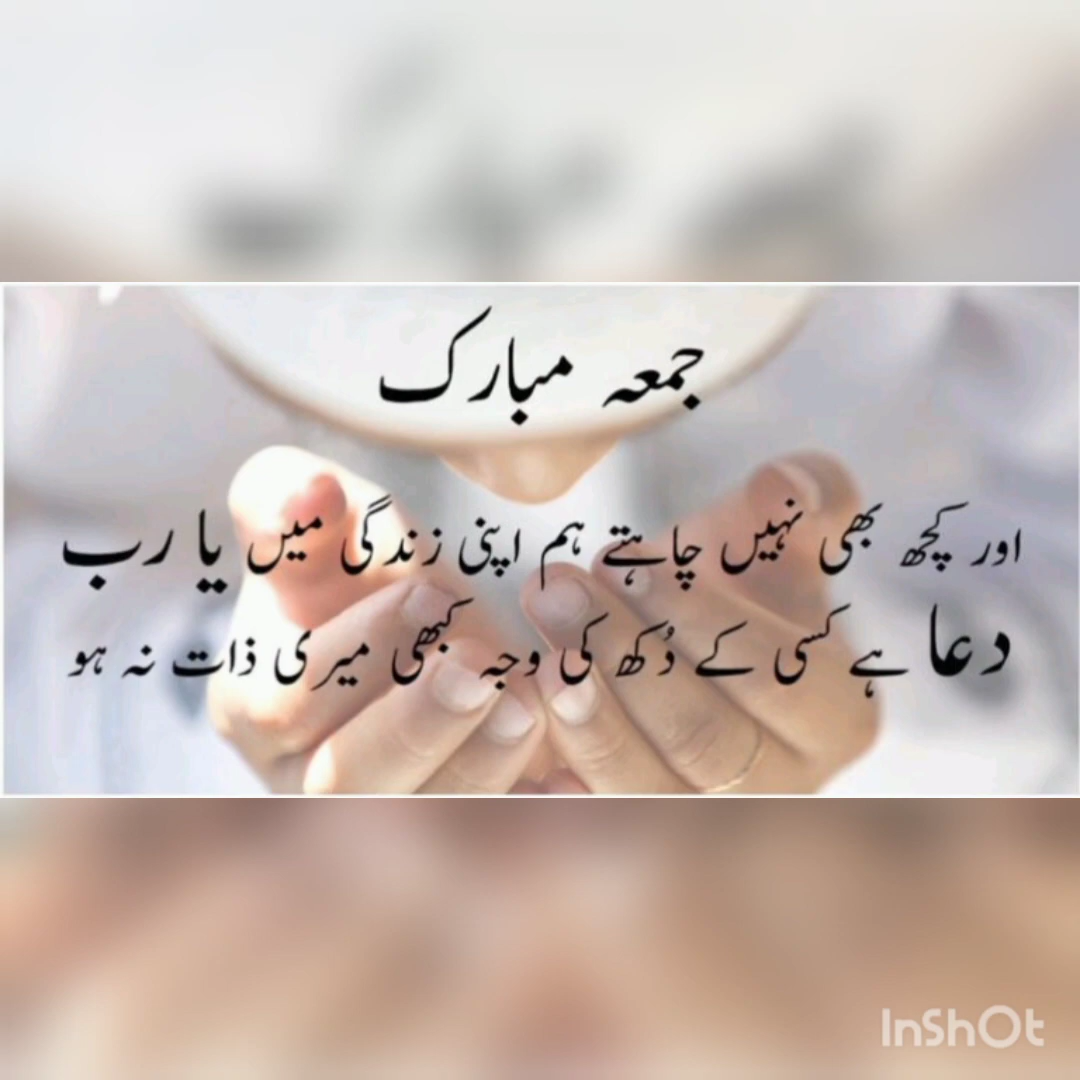 جمعہ مبارک
اور کچھ بھی نہیں چاہتے ہم اپنی زندگی میں یا رب
دعا ہے کسی کے دُکھ کی وجہ کبھی میری ذات نہ ہو
InShOt